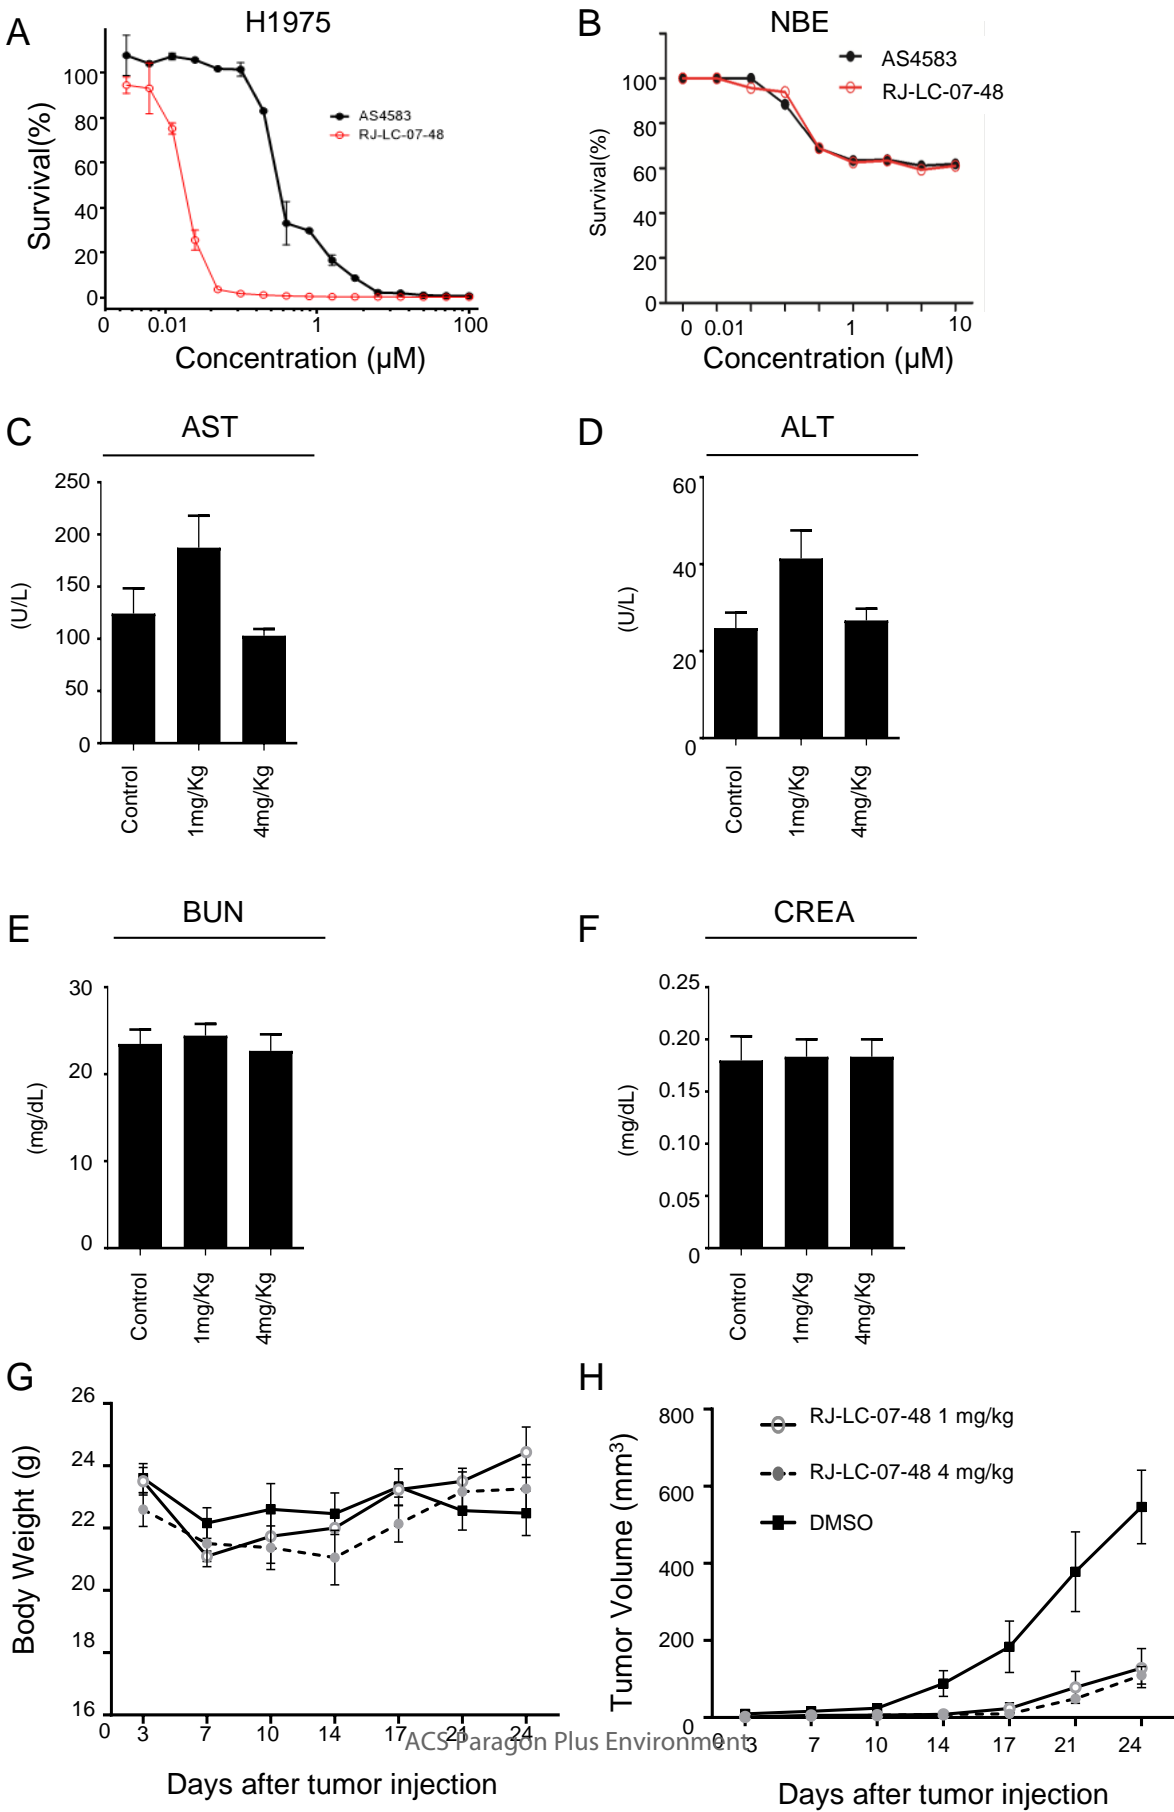 A
H1975
Survival(%)
100
80
60
40
20
0
AS4583
RJ-LC-07-48
0 0.01 1 100
Concentration (µM)
B
NBE
Survival(%)
100
80
60
40
20
0
AS4583
RJ-LC-07-48
0 0.01 1 10
Concentration (µM)
C
AST
(U/L)
250
200
150
100
50
0
Control
1mg/Kg
4mg/Kg
D
ALT
(U/L)
60
40
20
0
Control
1mg/Kg
4mg/Kg
E
BUN
(mg/dL)
30
20
10
0
Control
1mg/Kg
4mg/Kg
F
CREA
(mg/dL)
0.25
0.20
0.15
0.10
0.05
0
Control
1mg/Kg
4mg/Kg
G
Body Weight (g)
26
24
22
20
18
16
0 3 7 10 14 17 21 24
Days after tumor injection
H
Tumor Volume (mm³)
800
600
400
200
0
RJ-LC-07-48 1 mg/kg
RJ-LC-07-48 4 mg/kg
DMSO
0 3 7 10 14 17 21 24
Days after tumor injection
ACS Paragon Plus Environment